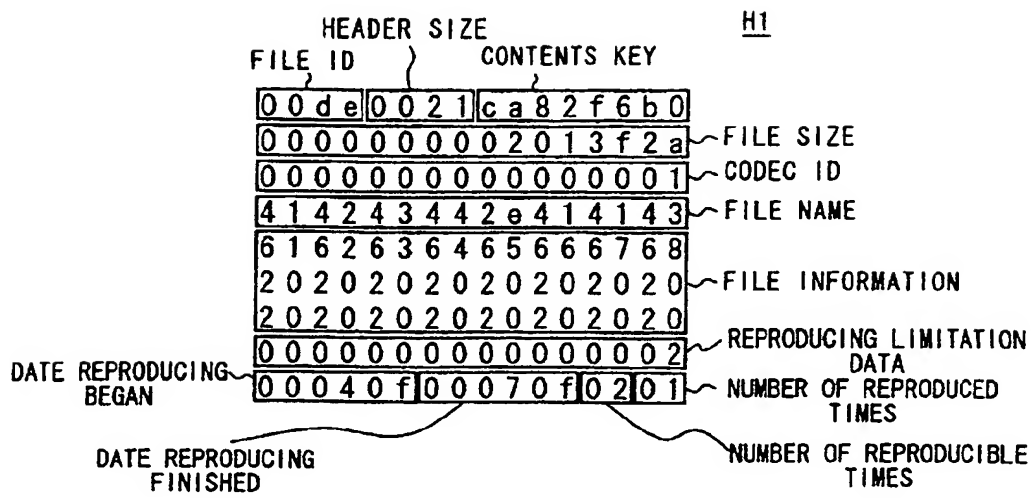 H1
HEADER SIZE
FILE ID
CONTENTS KEY
00de 0021 ca82f6b0
0000000002013f2a
FILE SIZE
0000000000000001
CODEC ID
414243442e414143
FILE NAME
6162636465666768
2020202020202020
FILE INFORMATION
2020202020202020
0000000000000002
REPRODUCING LIMITATION
DATA
DATE REPRODUCING
BEGAN
00040f 00070f 02 01
NUMBER OF REPRODUCED
TIMES
DATE REPRODUCING
FINISHED
NUMBER OF REPRODUCIBLE
TIMES